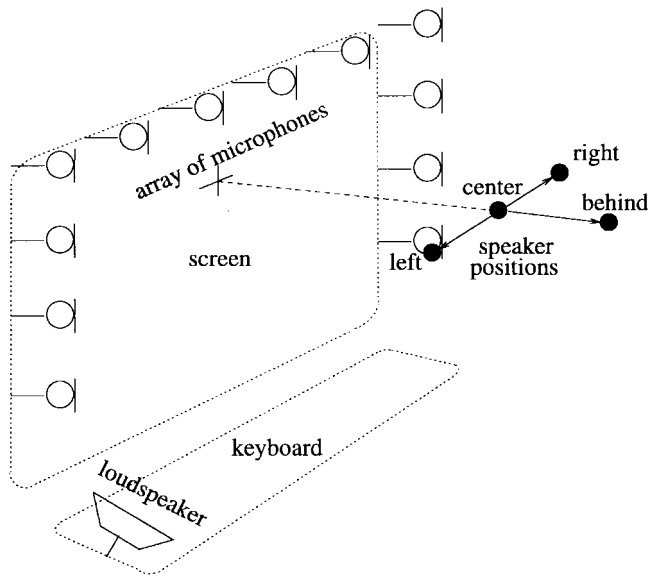 array of microphones
right
center
behind
left
speaker
positions
screen
keyboard
loudspeaker